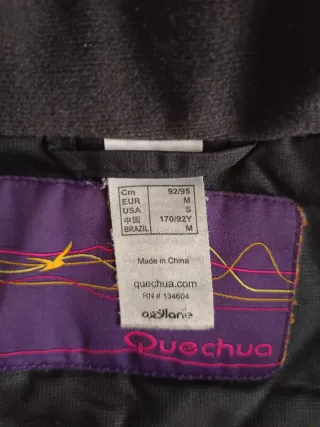 Cm 92/95
EUR M
USA S
中国 170/92Y
BRAZIL M
Made in China
quechua.com
RN # 134604
oxylane
Quechua